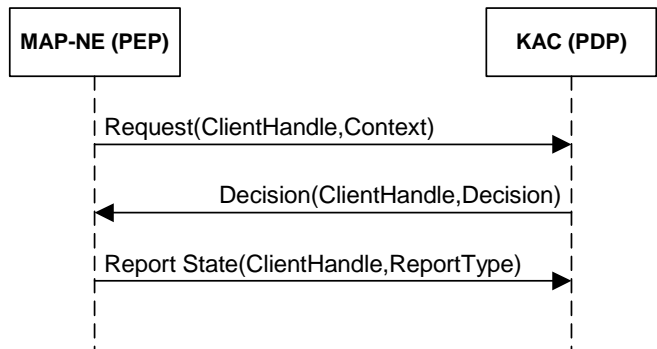 MAP-NE (PEP)
KAC (PDP)
Request(ClientHandle,Context)
Decision(ClientHandle,Decision)
Report State(ClientHandle,ReportType)